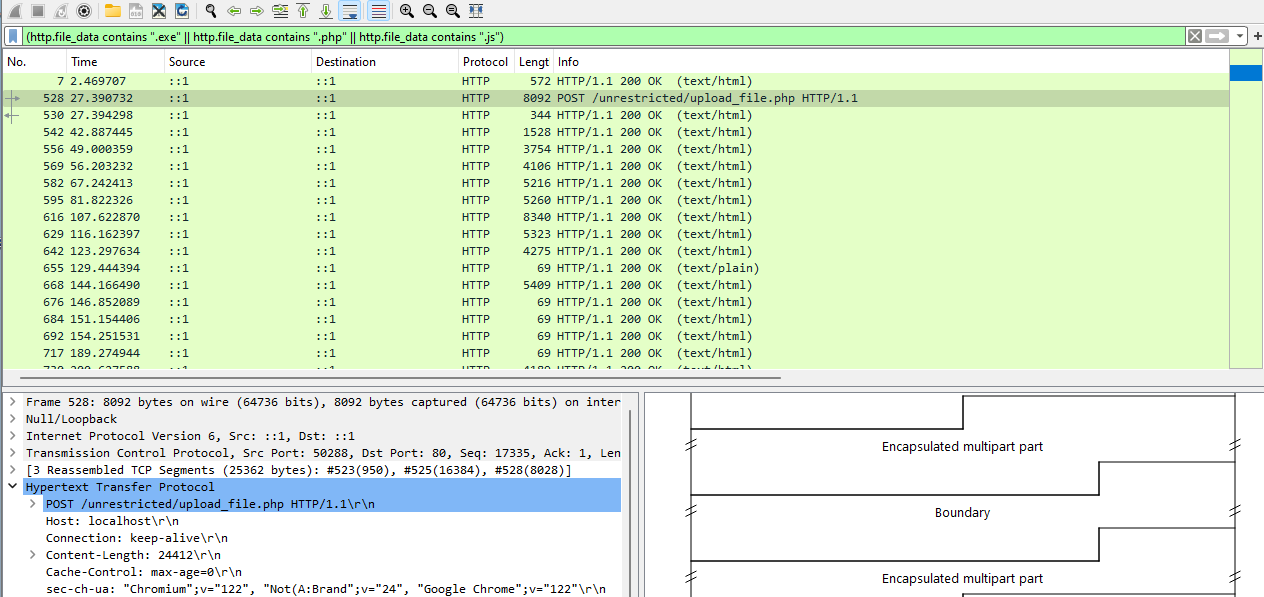 (http.file_data contains ".exe" || http.file_data contains ".php" || http.file_data contains ".js")
No. Time Source Destination Protocol Lengt Info
7 2.469707 ::1 ::1 HTTP 572 HTTP/1.1 200 OK (text/html)
528 27.390732 ::1 ::1 HTTP 8092 POST /unrestricted/upload_file.php HTTP/1.1
530 27.394298 ::1 ::1 HTTP 344 HTTP/1.1 200 OK (text/html)
542 42.887445 ::1 ::1 HTTP 1528 HTTP/1.1 200 OK (text/html)
556 49.000359 ::1 ::1 HTTP 3754 HTTP/1.1 200 OK (text/html)
569 56.203232 ::1 ::1 HTTP 4106 HTTP/1.1 200 OK (text/html)
582 67.242413 ::1 ::1 HTTP 5216 HTTP/1.1 200 OK (text/html)
595 81.822326 ::1 ::1 HTTP 5260 HTTP/1.1 200 OK (text/html)
616 107.622870 ::1 ::1 HTTP 8340 HTTP/1.1 200 OK (text/html)
629 116.162397 ::1 ::1 HTTP 5323 HTTP/1.1 200 OK (text/html)
642 123.297634 ::1 ::1 HTTP 4275 HTTP/1.1 200 OK (text/html)
655 129.444394 ::1 ::1 HTTP 69 HTTP/1.1 200 OK (text/plain)
668 144.166490 ::1 ::1 HTTP 5409 HTTP/1.1 200 OK (text/html)
676 146.852089 ::1 ::1 HTTP 69 HTTP/1.1 200 OK (text/html)
684 151.154406 ::1 ::1 HTTP 69 HTTP/1.1 200 OK (text/html)
692 154.251531 ::1 ::1 HTTP 69 HTTP/1.1 200 OK (text/html)
717 189.274944 ::1 ::1 HTTP 69 HTTP/1.1 200 OK (text/html)
Frame 528: 8092 bytes on wire (64736 bits), 8092 bytes captured (64736 bits) on inter
Null/Loopback
Internet Protocol Version 6, Src: ::1, Dst: ::1
Transmission Control Protocol, Src Port: 50288, Dst Port: 80, Seq: 17335, Ack: 1, Len
[3 Reassembled TCP Segments (25362 bytes): #523(950), #525(16384), #528(8028)]
Hypertext Transfer Protocol
POST /unrestricted/upload_file.php HTTP/1.1\r\n
Host: localhost\r\n
Connection: keep-alive\r\n
Content-Length: 24412\r\n
Cache-Control: max-age=0\r\n
sec-ch-ua: "Chromium";v="122", "Not(A:Brand";v="24", "Google Chrome";v="122"\r\n
Encapsulated multipart part
Boundary
Encapsulated multipart part